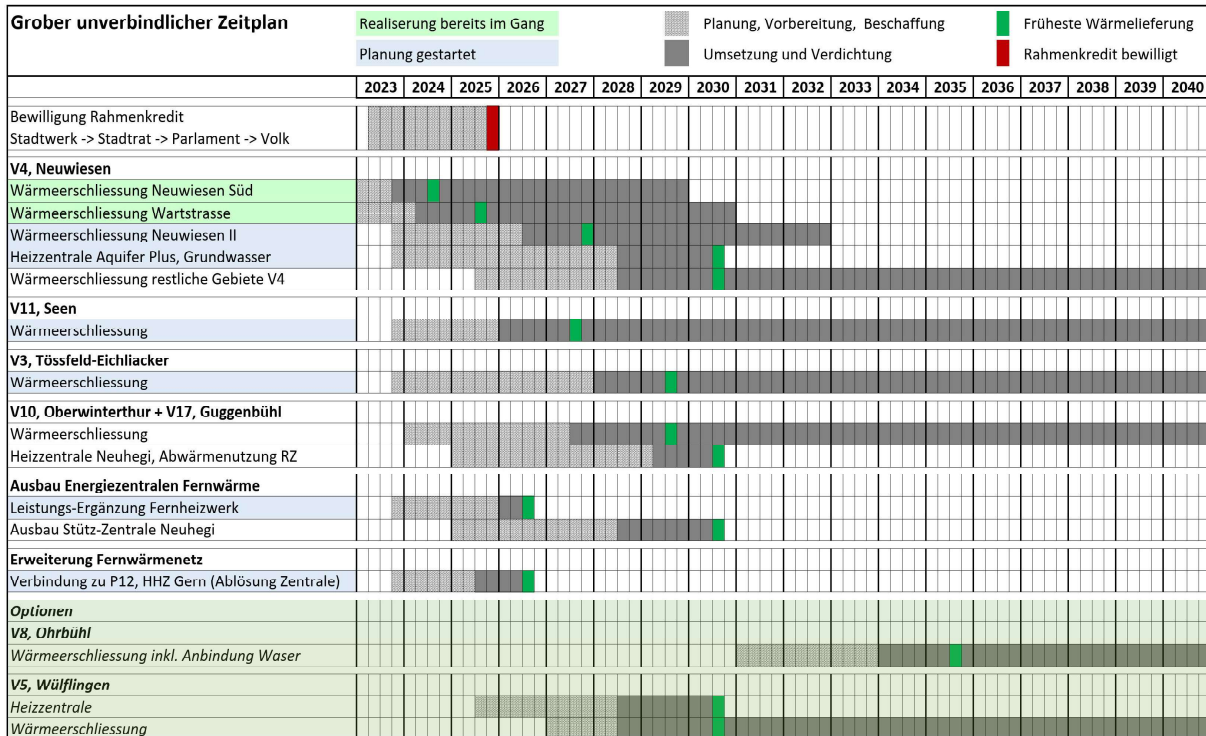 Grober unverbindlicher Zeitplan
Realiserung bereits im Gang
Planung, Vorbereitung, Beschaffung
Früheste Wärmelieferung
Planung gestartet
Umsetzung und Verdichtung
Rahmenkredit bewilligt
2023 2024 2025 2026 2027 2028 2029 2030 2031 2032 2033 2034 2035 2036 2037 2038 2039 2040
Bewilligung Rahmenkredit
Stadtwerk -> Stadtrat -> Parlament -> Volk
V4, Neuwiesen
Wärmeerschliessung Neuwiesen Süd
Wärmeerschliessung Wartstrasse
Wärmeerschliessung Neuwiesen II
Heizzentrale Aquifer Plus, Grundwasser
Wärmeerschliessung restliche Gebiete V4
V11, Seen
Wärmeerschliessung
V3, Tössfeld-Eichliacker
Wärmeerschliessung
V10, Oberwinterthur + V17, Guggenbühl
Wärmeerschliessung
Heizzentrale Neuhegi, Abwärmenutzung RZ
Ausbau Energiezentralen Fernwärme
Leistungs-Ergänzung Fernheizwerk
Ausbau Stütz-Zentrale Neuhegi
Erweiterung Fernwärmenetz
Verbindung zu P12, HHZ Gern (Ablösung Zentrale)
Optionen
V8, Ohrbühl
Wärmeerschliessung inkl. Anbindung Waser
V5, Wülflingen
Heizzentrale
Wärmeerschliessung